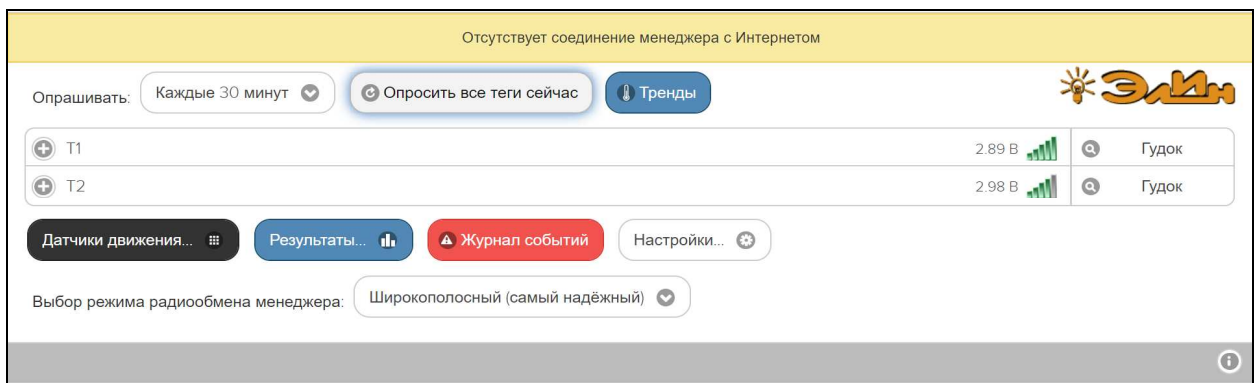 Отсутствует соединение менеджера с Интернетом
Опрашивать: Каждые 30 минут Опросить все теги сейчас Тренды ЭлИн
T1 2.89 В Гудок
T2 2.98 В Гудок
Датчики движения... Результаты... Журнал событий Настройки...
Выбор режима радиообмена менеджера: Широкополосный (самый надёжный)